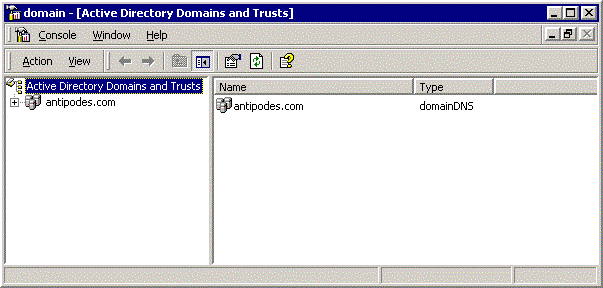 domain - [Active Directory Domains and Trusts]
Console Window Help
Action View
Active Directory Domains and Trusts
antipodes.com
Name Type
antipodes.com domainDNS